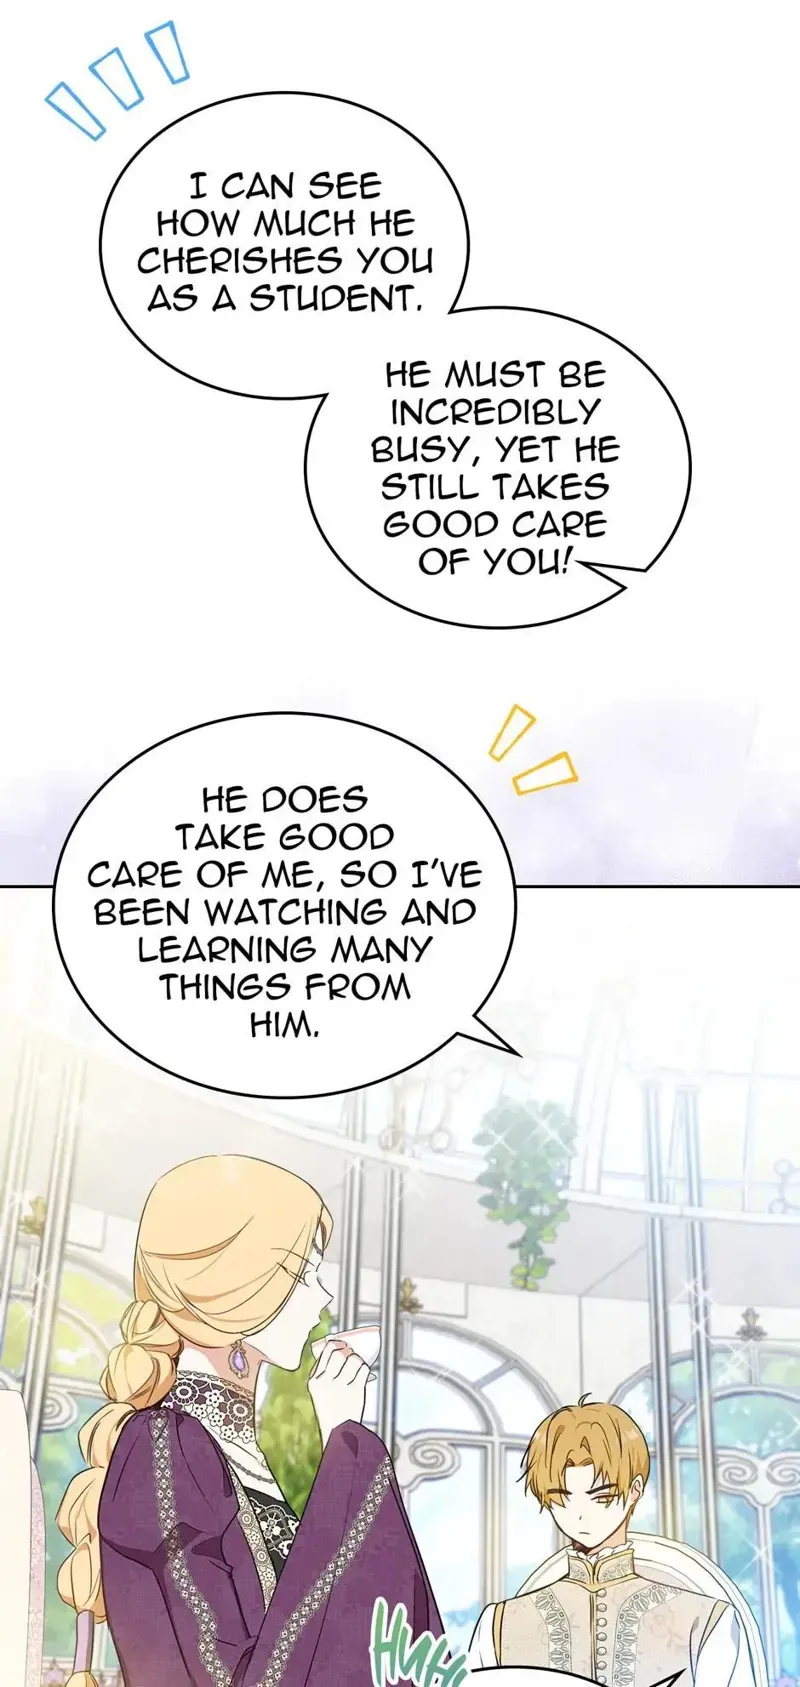 I CAN SEE
HOW MUCH HE
CHERISHES YOU
AS A STUDENT.
HE MUST BE
INCREDIBLY
BUSY, YET HE
STILL TAKES
GOOD CARE
OF YOU!
HE DOES
TAKE GOOD
CARE OF ME, SO I'VE
BEEN WATCHING AND
LEARNING MANY
THINGS FROM
HIM.